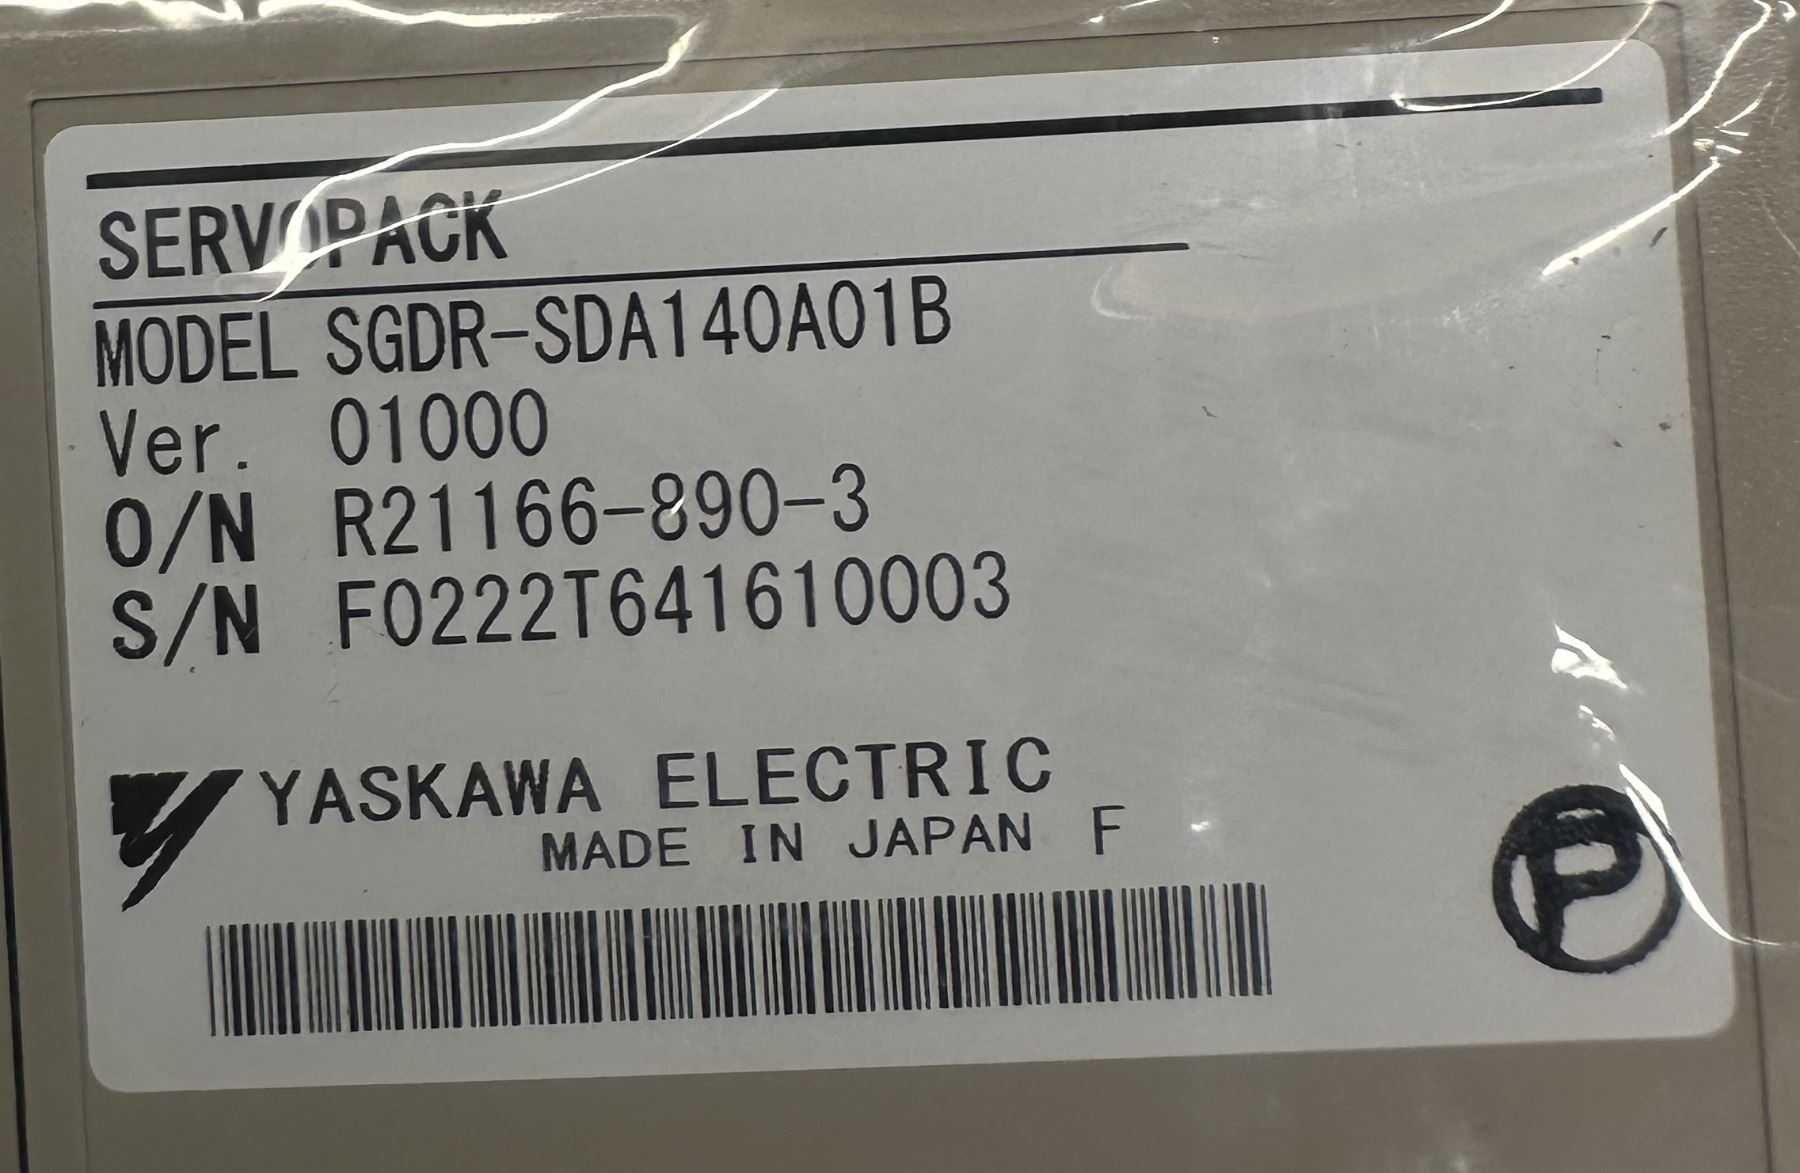 SERVOPACK
MODEL SGDR-SDA140A01B
Ver. 01000
O/N R21166-890-3
S/N F0222T641610003
YASKAWA ELECTRIC
MADE IN JAPAN F
P